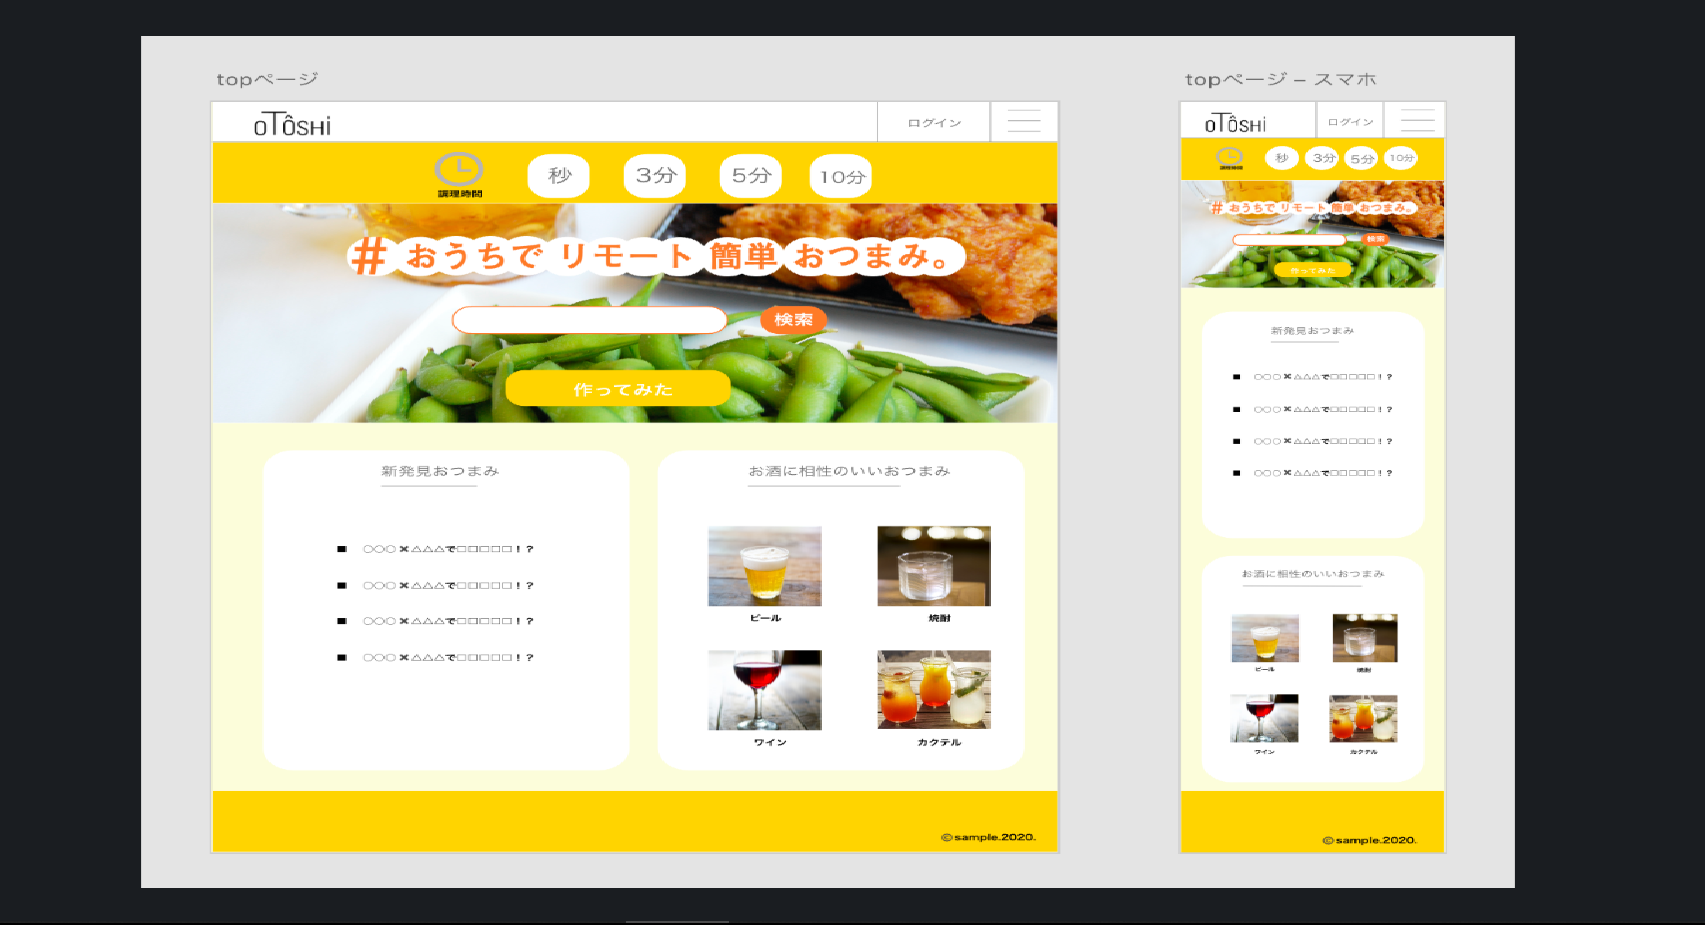 topページ
oTôSHi
ログイン
調理時間
秒
3分
5分
10分
# おうちで リモート 簡単 おつまみ。
検索
作ってみた
新発見おつまみ
■ ○○○×△△△で□□□□□！？
■ ○○○×△△△で□□□□□！？
■ ○○○×△△△で□□□□□！？
■ ○○○×△△△で□□□□□！？
お酒に相性のいいおつまみ
ビール
焼酎
ワイン
カクテル
©sample.2020.
topページ – スマホ
oTôSHi
ログイン
調理時間
秒
3分
5分
10分
# おうちで リモート 簡単 おつまみ。
検索
作ってみた
新発見おつまみ
■ ○○○×△△△で□□□□□！？
■ ○○○×△△△で□□□□□！？
■ ○○○×△△△で□□□□□！？
■ ○○○×△△△で□□□□□！？
お酒に相性のいいおつまみ
ビール
焼酎
ワイン
カクテル
©sample.2020.